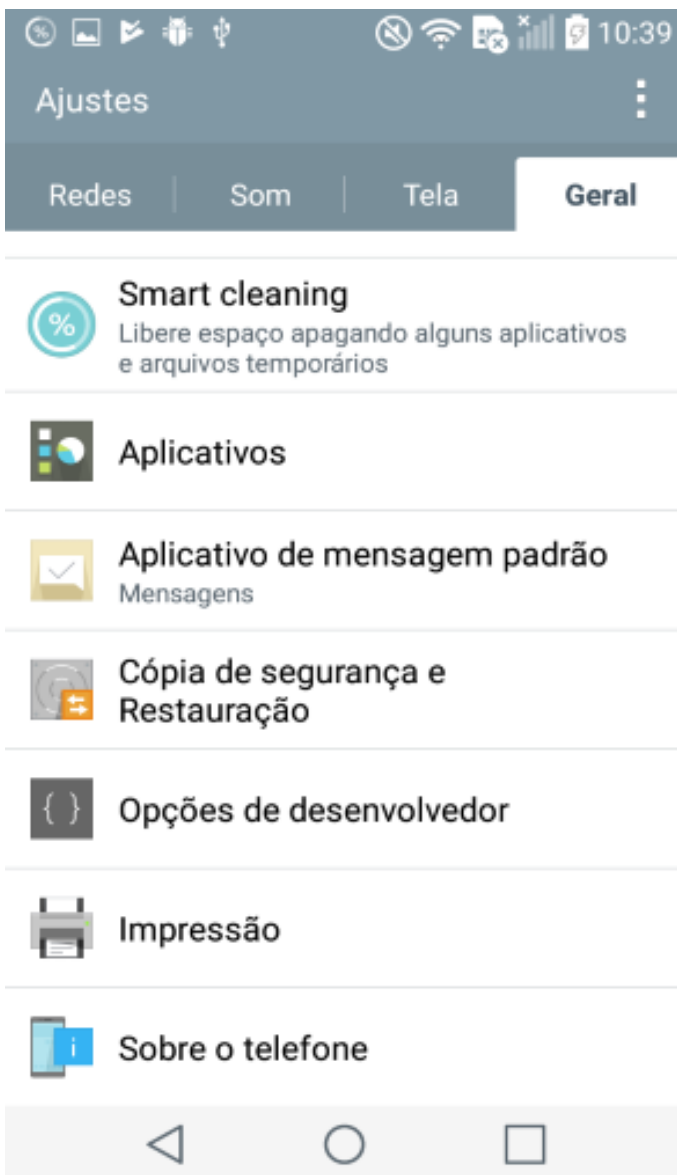 10:39
Ajustes
Redes
Som
Tela
Geral
%
Smart cleaning
Libere espaço apagando alguns aplicativos
e arquivos temporários
Aplicativos
Aplicativo de mensagem padrão
Mensagens
Cópia de segurança e
Restauração
{ }
Opções de desenvolvedor
Impressão
i
Sobre o telefone